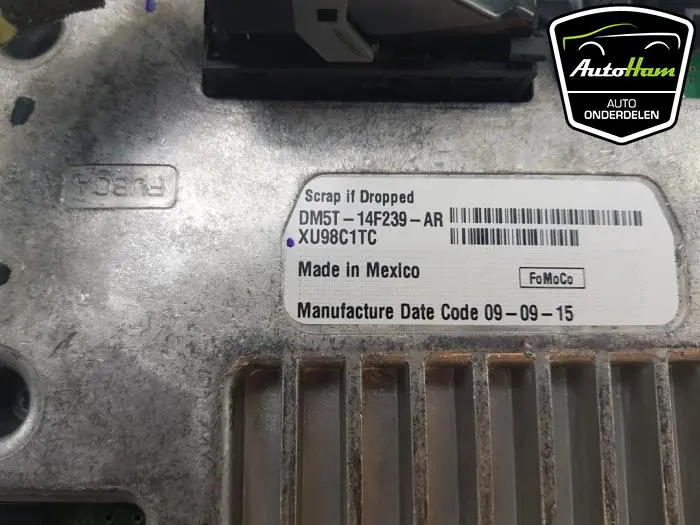 AutoHam
AUTO
ONDERDELEN
Scrap if Dropped
DM5T-14F239-AR
XU98C1TC
Made in Mexico
FoMoCo
Manufacture Date Code 09-09-15